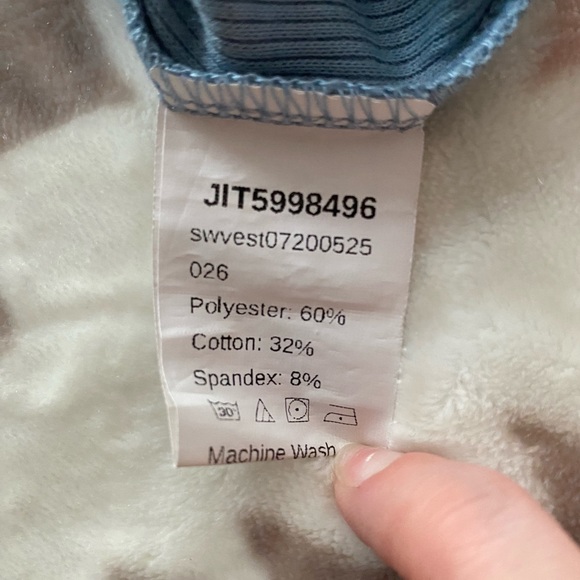 JIT5998496
swvest07200525
026
Polyester: 60%
Cotton: 32%
Spandex: 8%
30°
Machine Wash